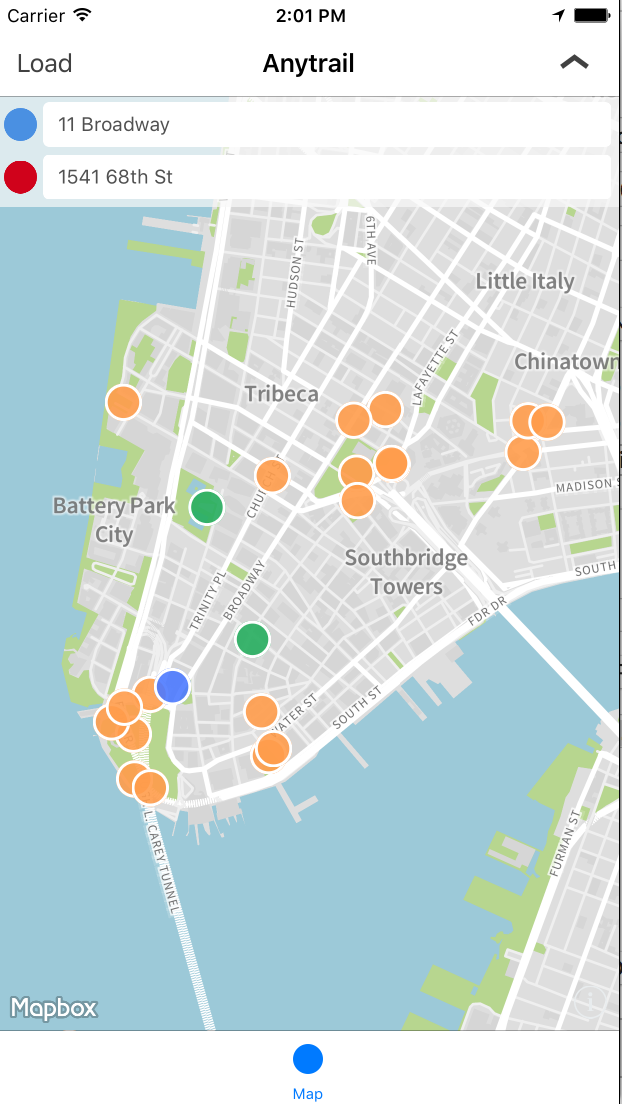 Carrier 2:01 PM
Load Anytrail
11 Broadway
1541 68th St
HUDSON ST
6TH AVE
Little Italy
LAFAYETTE ST
Chinatown
Tribeca
MADISON
Battery Park
City
Southbridge
Towers
SOUTH
TRINITY PL
BROADWAY
FDR DR
WATER ST
SOUTH ST
L. CAREY TUNNEL
FURMAN ST
Mapbox
Map